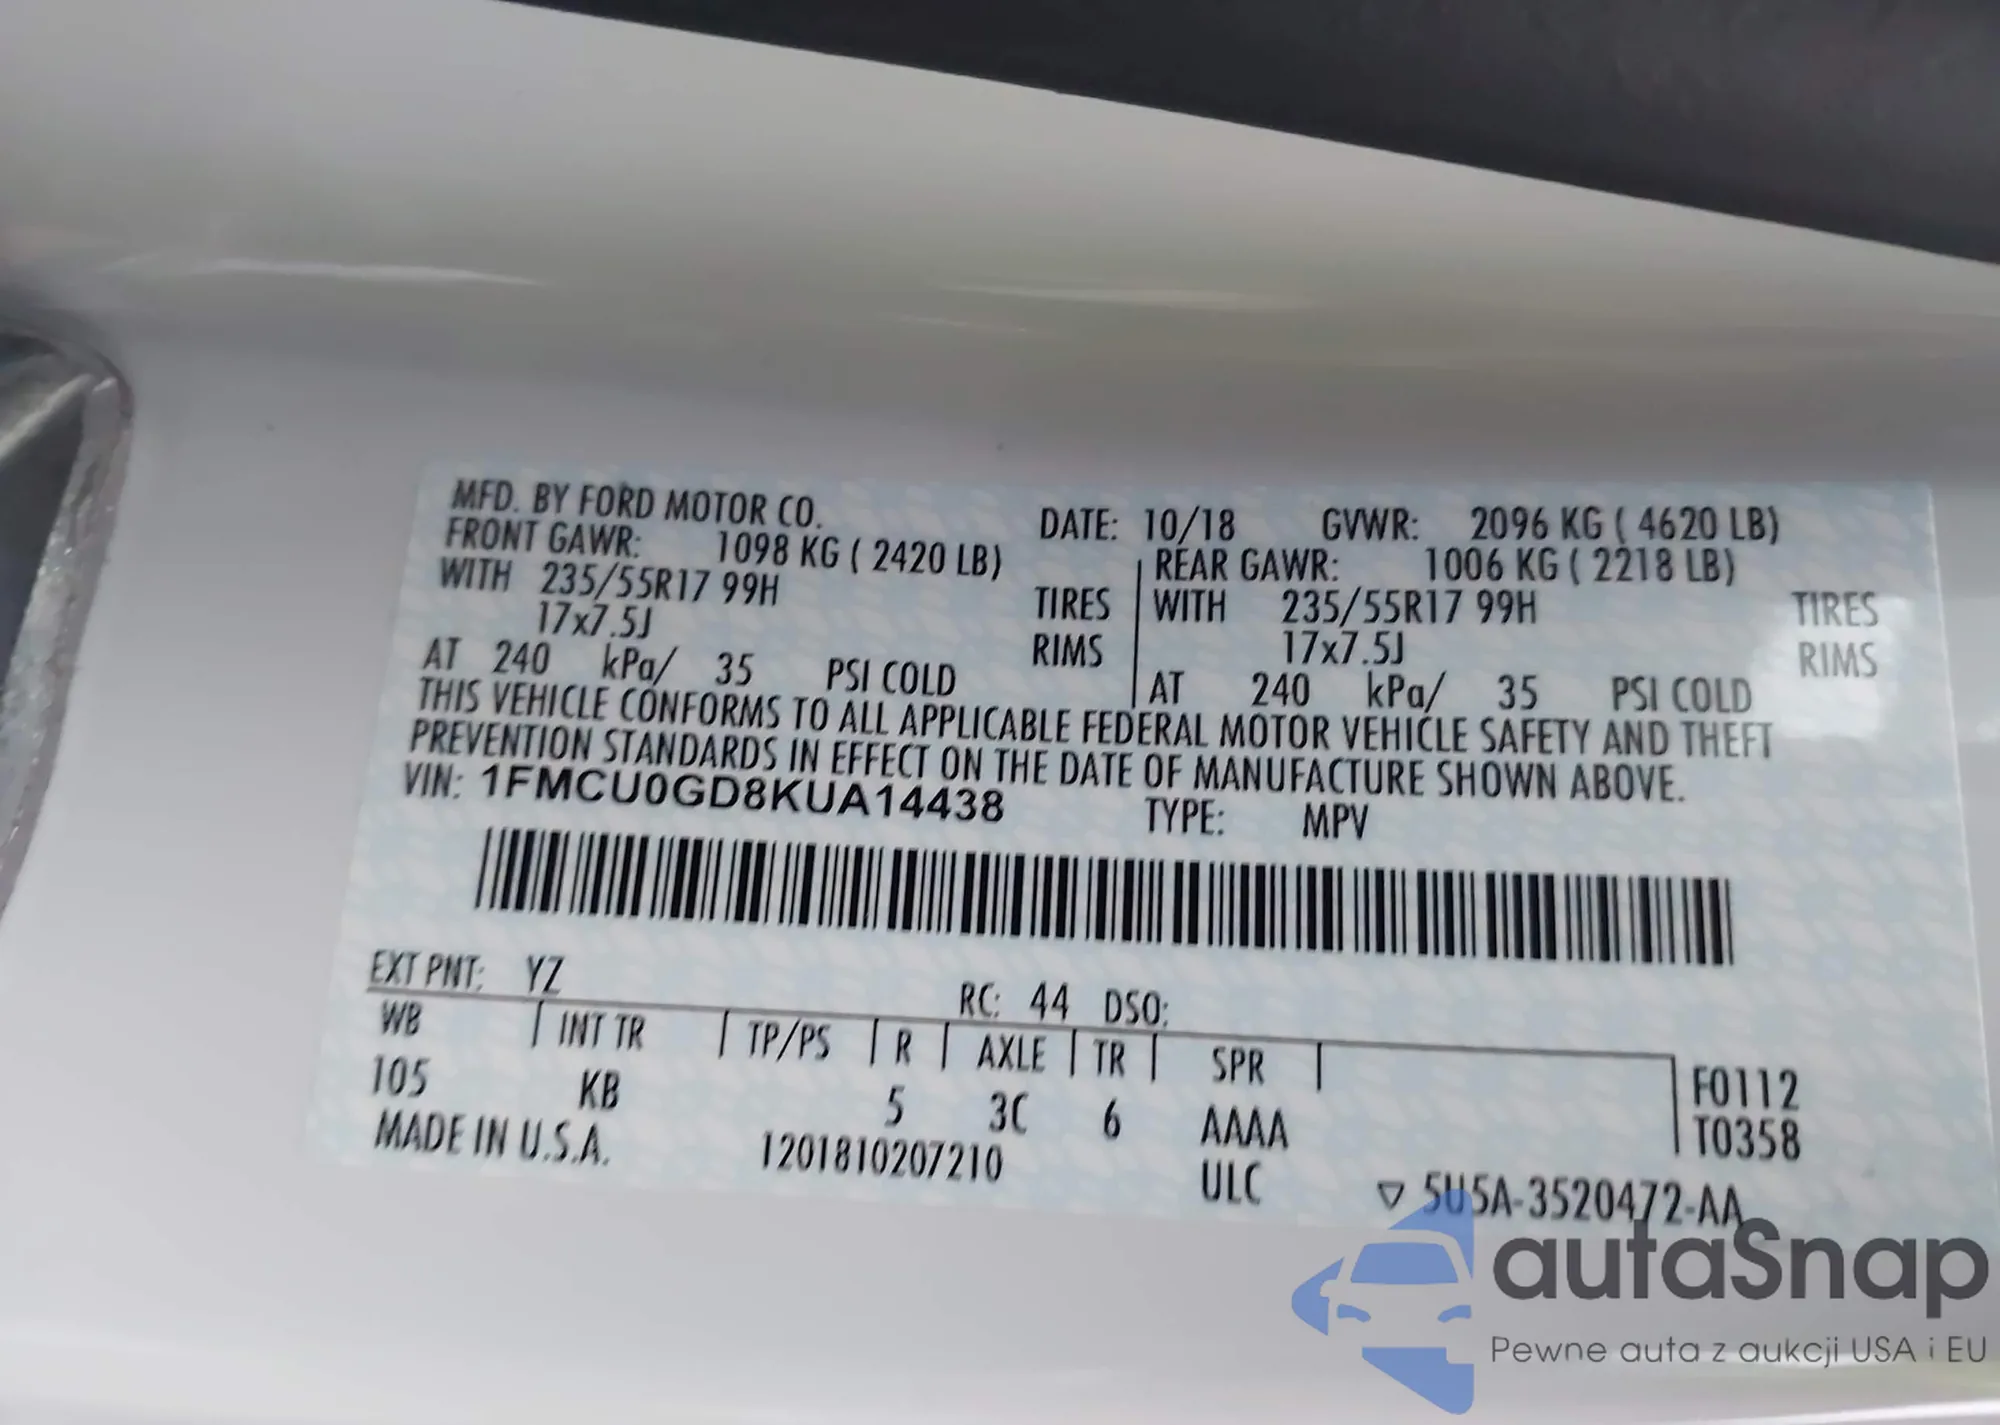 MFD. BY FORD MOTOR CO. DATE: 10/18 GVWR: 2096 KG ( 4620 LB)
FRONT GAWR: 1098 KG ( 2420 LB) REAR GAWR: 1006 KG ( 2218 LB)
WITH 235/55R17 99H TIRES WITH 235/55R17 99H TIRES
17x7.5J RIMS 17x7.5J RIMS
AT 240 kPa/ 35 PSI COLD AT 240 kPa/ 35 PSI COLD
THIS VEHICLE CONFORMS TO ALL APPLICABLE FEDERAL MOTOR VEHICLE SAFETY AND THEFT
PREVENTION STANDARDS IN EFFECT ON THE DATE OF MANUFACTURE SHOWN ABOVE.
VIN: 1FMCU0GD8KUA14438 TYPE: MPV
EXT PNT: YZ RC: 44 DSO:
WB INT TR TP/PS R AXLE TR SPR F0112
105 KB 5 3C 6 AAAA T0358
MADE IN U.S.A. 1201810207210 ULC ▽ 5U5A-3520472-AA
autaSnap
Pewne auta z aukcji USA i EU